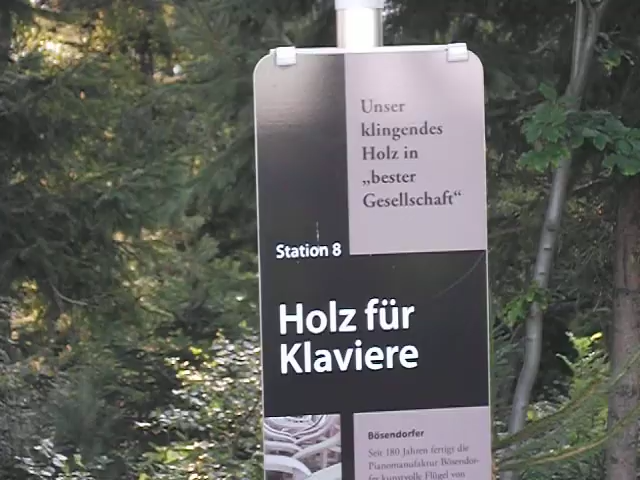 Unser
klingendes
Holz in
„bester
Gesellschaft“
Station 8
Holz für
Klaviere
Bösendorfer
Seit 180 Jahren fertigt die
Pianomanufaktur Bösendor-
fer kunstvolle Flügel von